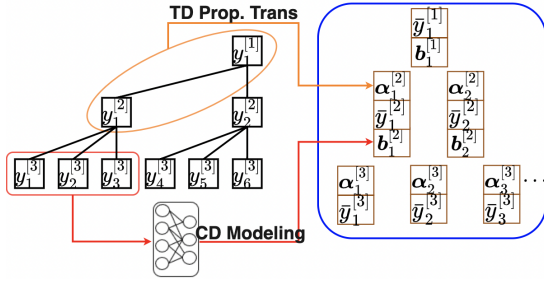 TD Prop. Trans
y_1^{[1]}
y_1^{[2]}
y_2^{[2]}
y_1^{[3]} y_2^{[3]} y_3^{[3]} y_4^{[3]} y_5^{[3]} y_6^{[3]}
CD Modeling
ȳ_1^{[1]}
b_1^{[1]}
α_1^{[2]} α_2^{[2]}
ȳ_1^{[2]} ȳ_2^{[2]}
b_1^{[2]} b_2^{[2]}
α_1^{[3]} α_2^{[3]} α_3^{[3]} ...
ȳ_1^{[3]} ȳ_2^{[3]} ȳ_3^{[3]}